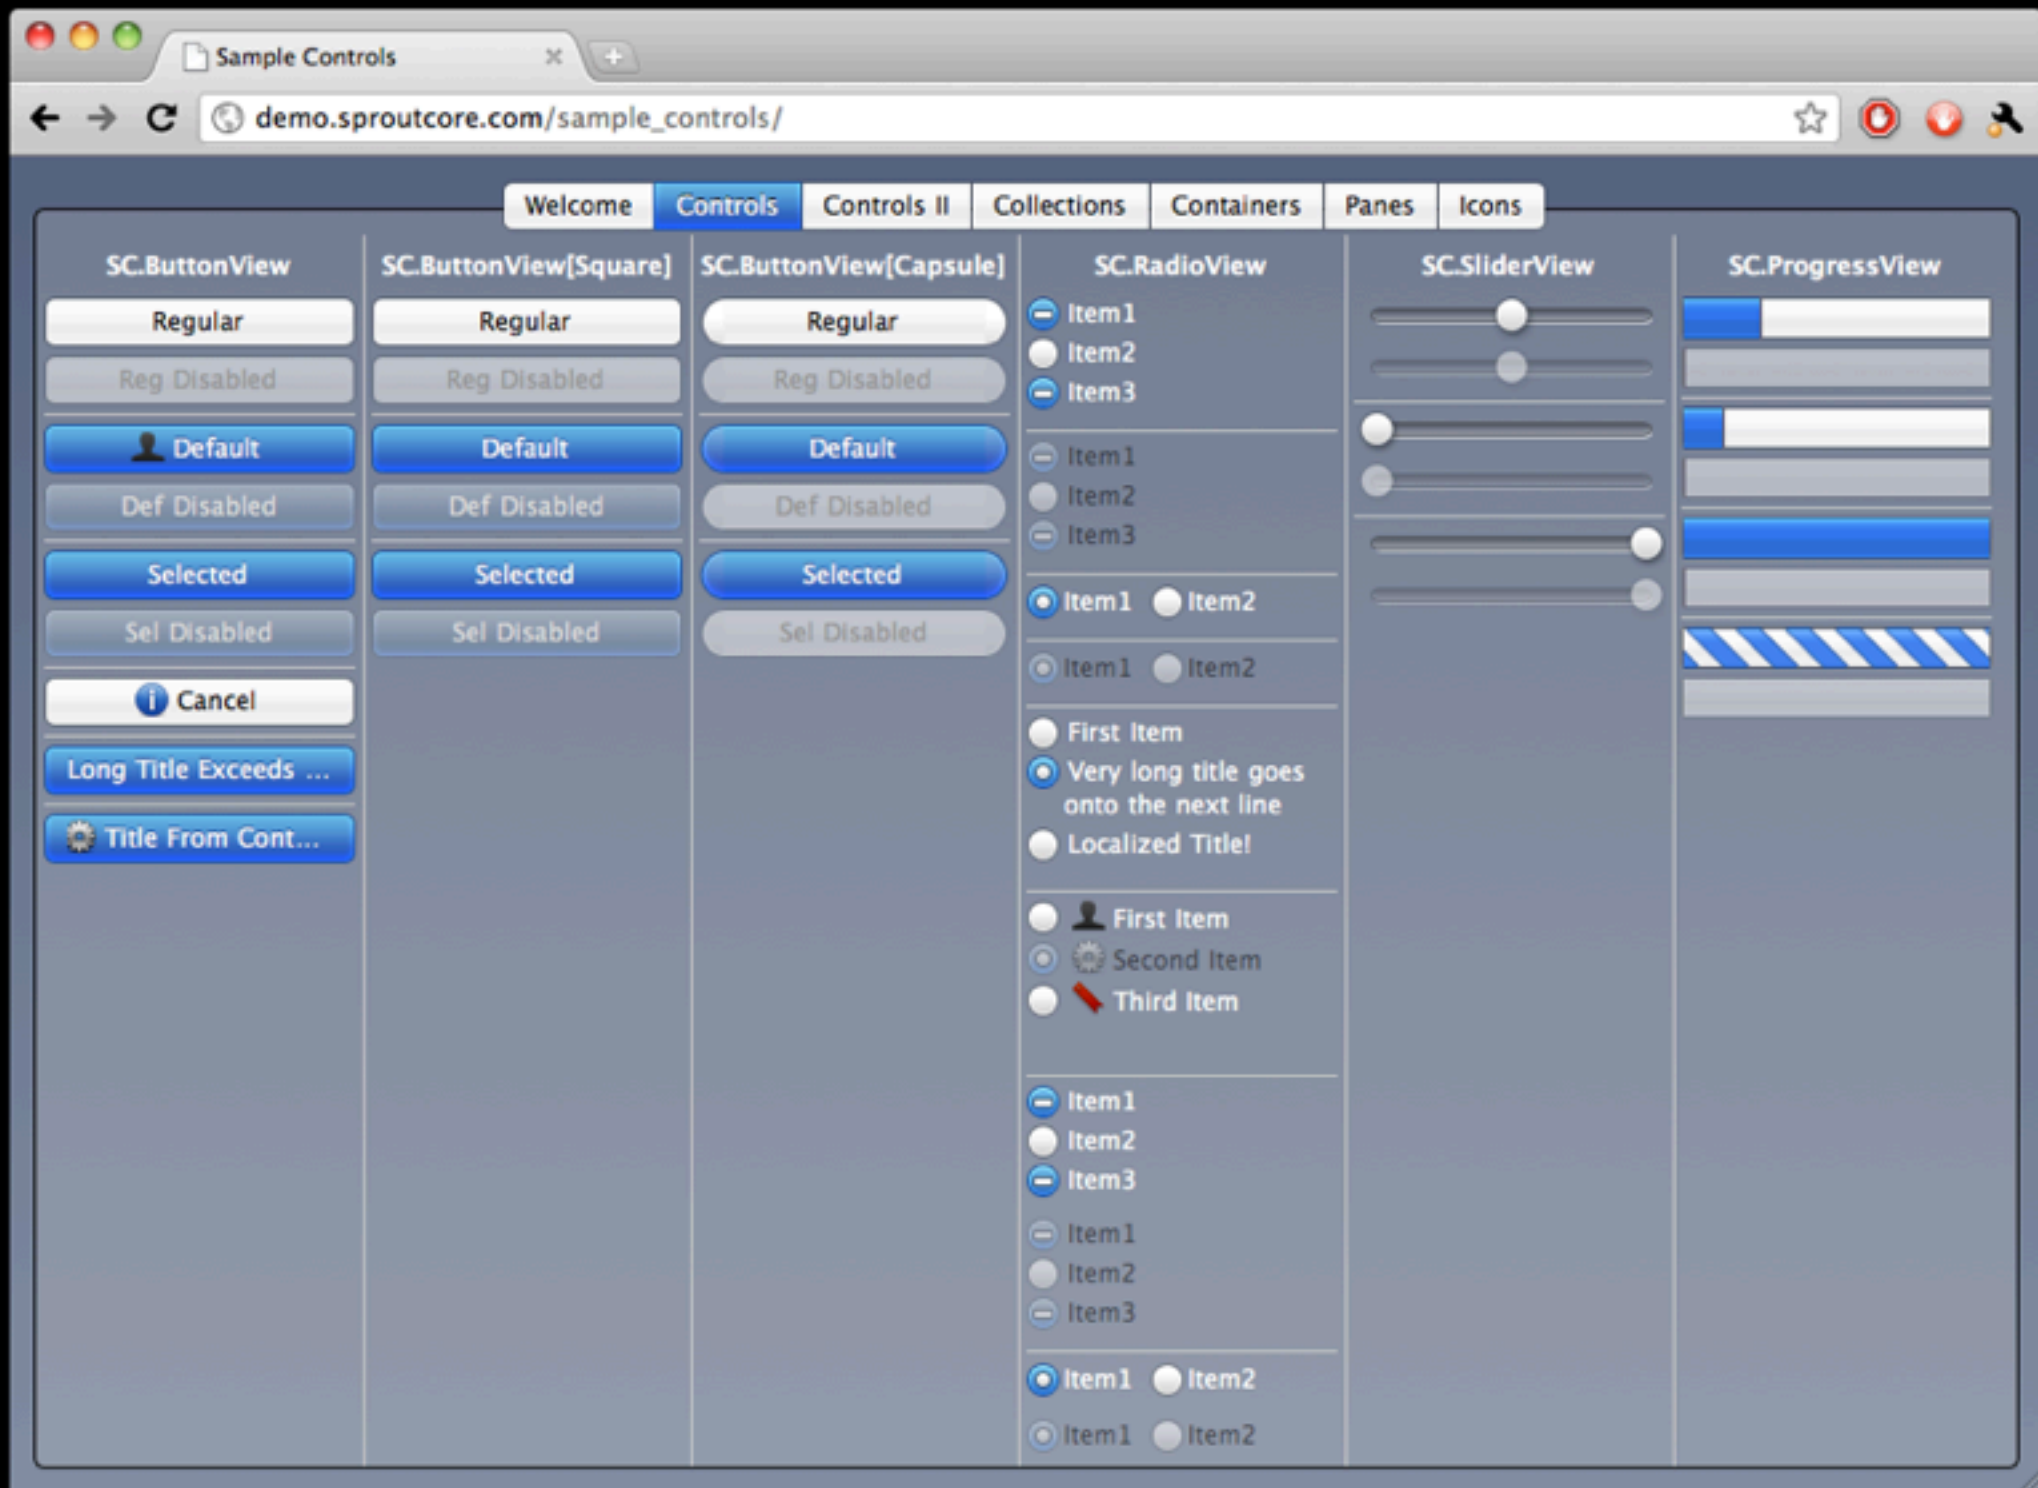 Sample Controls
demo.sproutcore.com/sample_controls/
Welcome
Controls
Controls II
Collections
Containers
Panes
Icons
SC.ButtonView
Regular
Reg Disabled
Default
Def Disabled
Selected
Sel Disabled
Cancel
Long Title Exceeds ...
Title From Cont...
SC.ButtonView[Square]
Regular
Reg Disabled
Default
Def Disabled
Selected
Sel Disabled
SC.ButtonView[Capsule]
Regular
Reg Disabled
Default
Def Disabled
Selected
Sel Disabled
SC.RadioView
Item1
Item2
Item3
Item1
Item2
Item3
Item1 Item2
Item1 Item2
First Item
Very long title goes
onto the next line
Localized Title!
First Item
Second Item
Third Item
Item1
Item2
Item3
Item1
Item2
Item3
Item1 Item2
Item1 Item2
SC.SliderView
SC.ProgressView